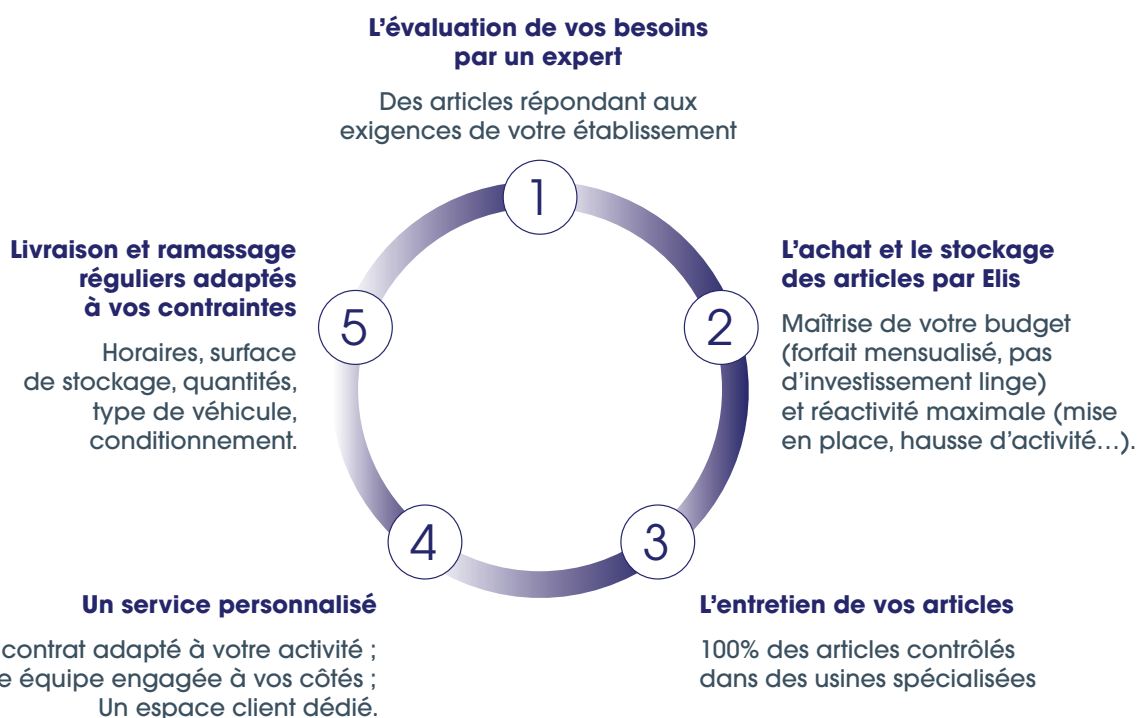 L'évaluation de vos besoins
par un expert
Des articles répondant aux
exigences de votre établissement
1
L'achat et le stockage
des articles par Elis
Maîtrise de votre budget
(forfait mensualisé, pas
d'investissement linge)
et réactivité maximale (mise
en place, hausse d'activité...).
2
L'entretien de vos articles
100% des articles contrôlés
dans des usines spécialisées
3
Un service personnalisé
contrat adapté à votre activité ;
équipe engagée à vos côtés ;
Un espace client dédié.
4
Livraison et ramassage
réguliers adaptés
à vos contraintes
Horaires, surface
de stockage, quantités,
type de véhicule,
conditionnement.
5